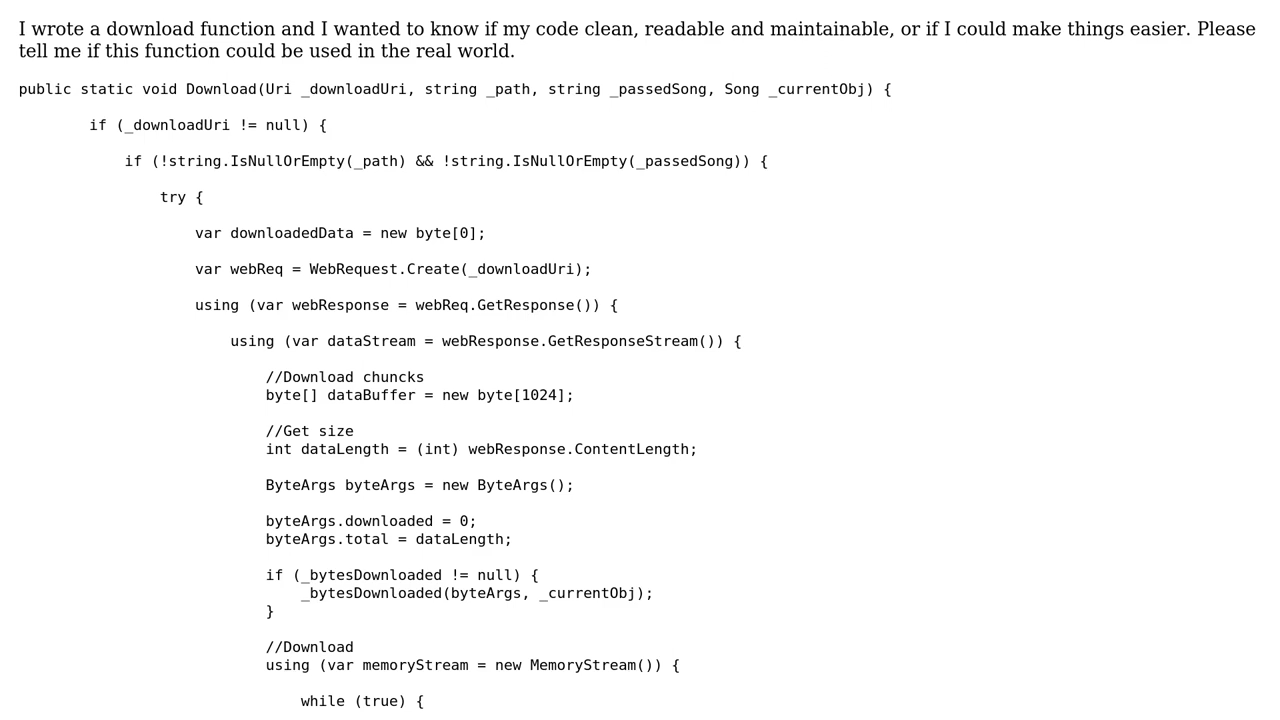 I wrote a download function and I wanted to know if my code clean, readable and maintainable, or if I could make things easier. Please
tell me if this function could be used in the real world.
public static void Download(Uri _downloadUri, string _path, string _passedSong, Song _currentObj) {
if (_downloadUri != null) {
if (!string.IsNullOrEmpty(_path) && !string.IsNullOrEmpty(_passedSong)) {
try {
var downloadedData = new byte[0];
var webReq = WebRequest.Create(_downloadUri);
using (var webResponse = webReq.GetResponse()) {
using (var dataStream = webResponse.GetResponseStream()) {
//Download chuncks
byte[] dataBuffer = new byte[1024];
//Get size
int dataLength = (int) webResponse.ContentLength;
ByteArgs byteArgs = new ByteArgs();
byteArgs.downloaded = 0;
byteArgs.total = dataLength;
if (_bytesDownloaded != null) {
_bytesDownloaded(byteArgs, _currentObj);
}
//Download
using (var memoryStream = new MemoryStream()) {
while (true) {